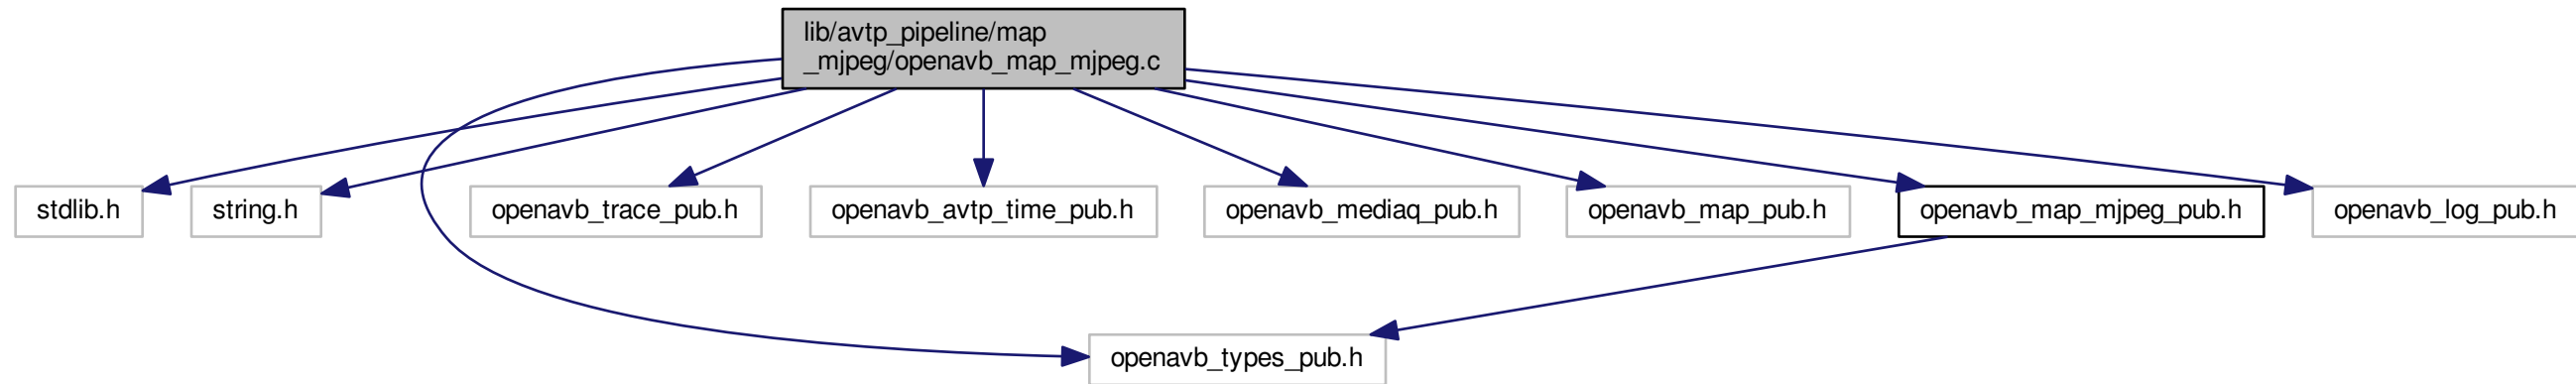 lib/avtp_pipeline/map
_mjpeg/openavb_map_mjpeg.c
stdlib.h
string.h
openavb_trace_pub.h
openavb_avtp_time_pub.h
openavb_mediaq_pub.h
openavb_map_pub.h
openavb_map_mjpeg_pub.h
openavb_log_pub.h
openavb_types_pub.h